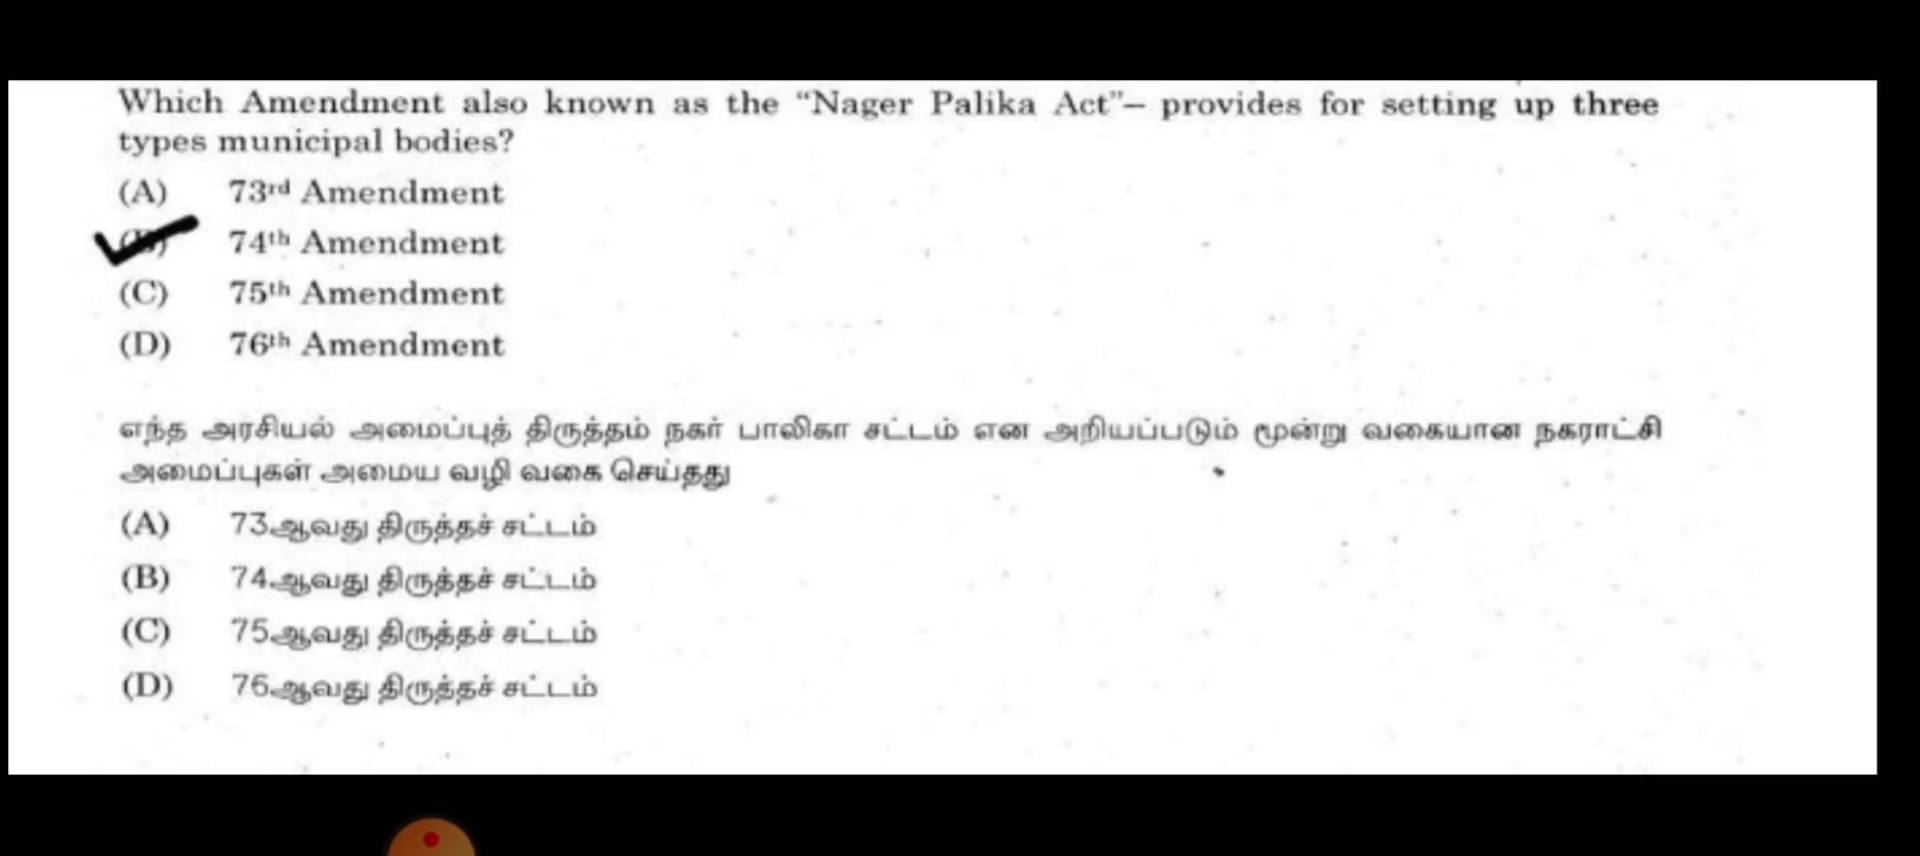 Which Amendment also known as the “Nager Palika Act”– provides for setting up three
types municipal bodies?
(A) 73rd Amendment
(B) 74th Amendment
(C) 75th Amendment
(D) 76th Amendment
எந்த அரசியல் அமைப்புத் திருத்தம் நகர் பாலிகா சட்டம் என அறியப்படும் மூன்று வகையான நகராட்சி
அமைப்புகள் அமைய வழி வகை செய்தது
(A) 73ஆவது திருத்தச் சட்டம்
(B) 74ஆவது திருத்தச் சட்டம்
(C) 75ஆவது திருத்தச் சட்டம்
(D) 76ஆவது திருத்தச் சட்டம்